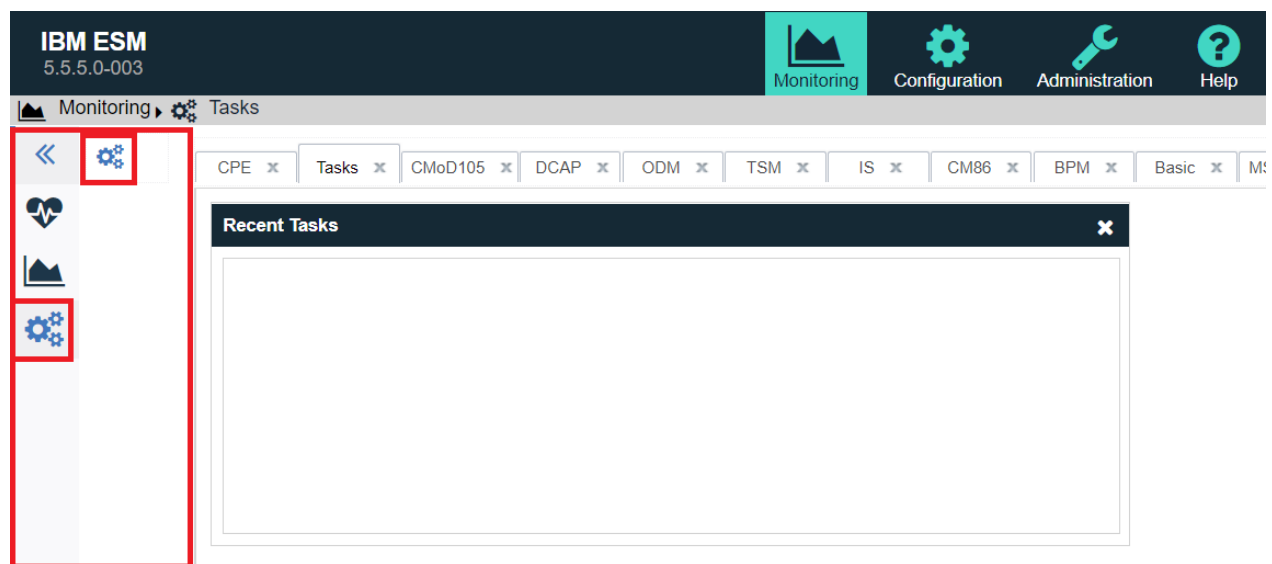 IBM ESM
5.5.5.0-003
Monitoring Configuration Administration Help
Monitoring Tasks
CPE Tasks CMoD105 DCAP ODM TSM IS CM86 BPM Basic MS
Recent Tasks